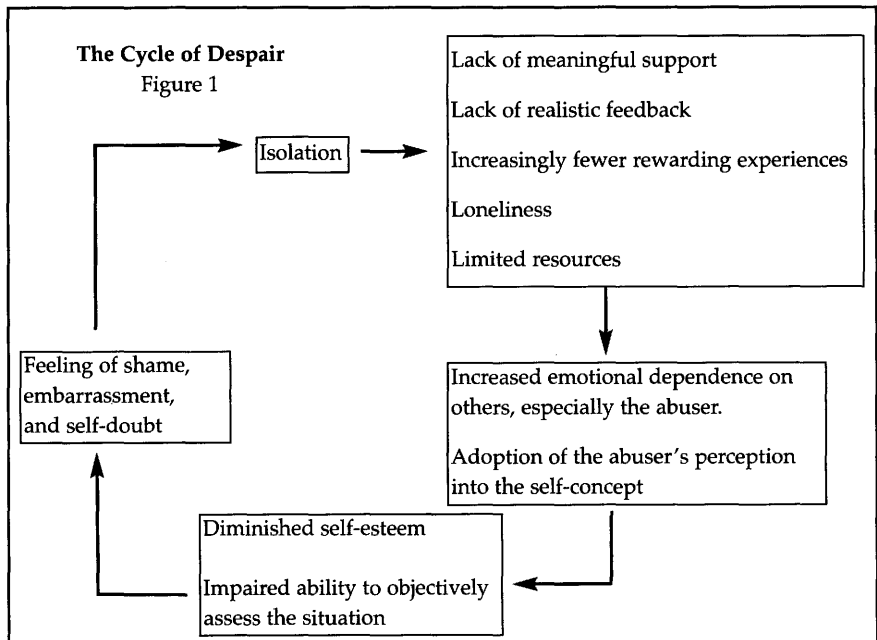 The Cycle of Despair
Figure 1
Isolation
Lack of meaningful support
Lack of realistic feedback
Increasingly fewer rewarding experiences
Loneliness
Limited resources
Increased emotional dependence on
others, especially the abuser.
Adoption of the abuser's perception
into the self-concept
Diminished self-esteem
Impaired ability to objectively
assess the situation
Feeling of shame,
embarrassment,
and self-doubt